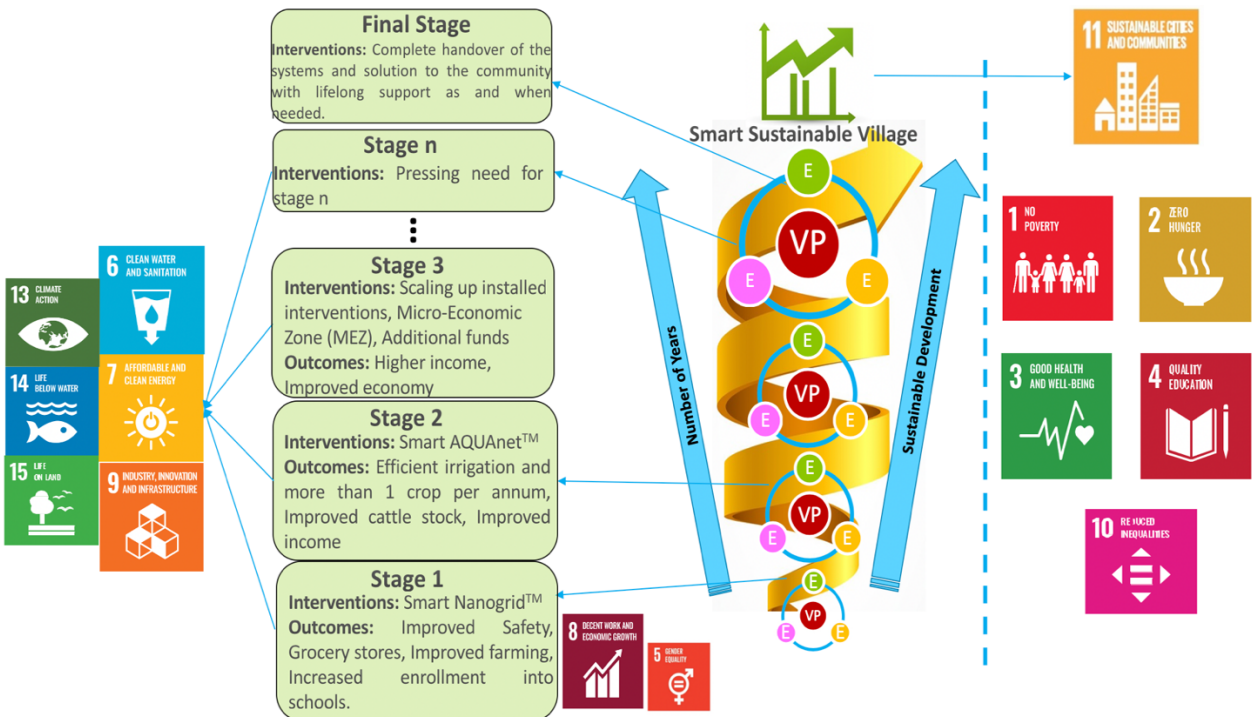 Final Stage
Interventions: Complete handover of the
systems and solution to the community
with lifelong support as and when
needed.
Stage n
Interventions: Pressing need for
stage n
Stage 3
Interventions: Scaling up installed
interventions, Micro-Economic
Zone (MEZ), Additional funds
Outcomes: Higher income,
Improved economy
Stage 2
Interventions: Smart AQUAnet™
Outcomes: Efficient irrigation and
more than 1 crop per annum,
Improved cattle stock, Improved
income
Stage 1
Interventions: Smart Nanogrid™
Outcomes: Improved Safety,
Grocery stores, Improved farming,
Increased enrollment into
schools.
6 CLEAN WATER
AND SANITATION
13 CLIMATE
ACTION
7 AFFORDABLE AND
CLEAN ENERGY
14 LIFE
BELOW WATER
15 LIFE
ON LAND
9 INDUSTRY, INNOVATION
AND INFRASTRUCTURE
8 DECENT WORK AND
ECONOMIC GROWTH
5 GENDER
EQUALITY
Smart Sustainable Village
E
VP
E
E
E
VP
E
E
E
VP
E
E
E
VP
E
E
Number of Years
Sustainable Development
11 SUSTAINABLE CITIES
AND COMMUNITIES
1 NO
POVERTY
2 ZERO
HUNGER
3 GOOD HEALTH
AND WELL-BEING
4 QUALITY
EDUCATION
10 REDUCED
INEQUALITIES